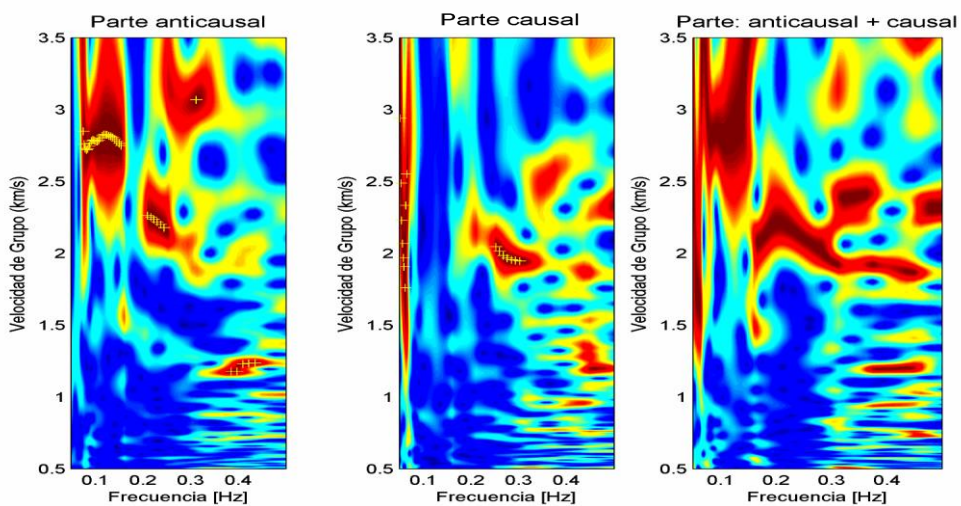 Parte anticausal
Parte causal
Parte: anticausal + causal
3.5
3
2.5
2
1.5
1
0.5
Velocidad de Grupo (km/s)
0.1 0.2 0.3 0.4
Frecuencia [Hz]
3.5
3
2.5
2
1.5
1
0.5
Velocidad de Grupo (km/s)
0.1 0.2 0.3 0.4
Frecuencia [Hz]
3.5
3
2.5
2
1.5
1
0.5
Velocidad de Grupo (km/s)
0.1 0.2 0.3 0.4
Frecuencia [Hz]